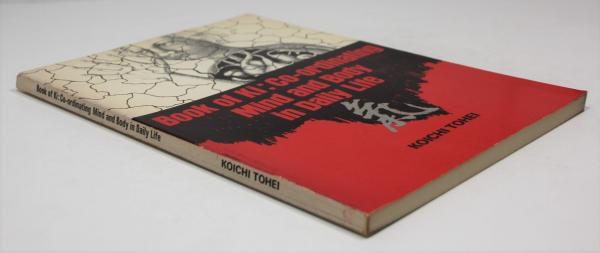 Book of Ki: Co-ordinating
Mind and Body
in Daily Life
氣
KOICHI TOHEI
Book of Ki: Co-ordinating Mind and Body in Daily Life
KOICHI TOHEI